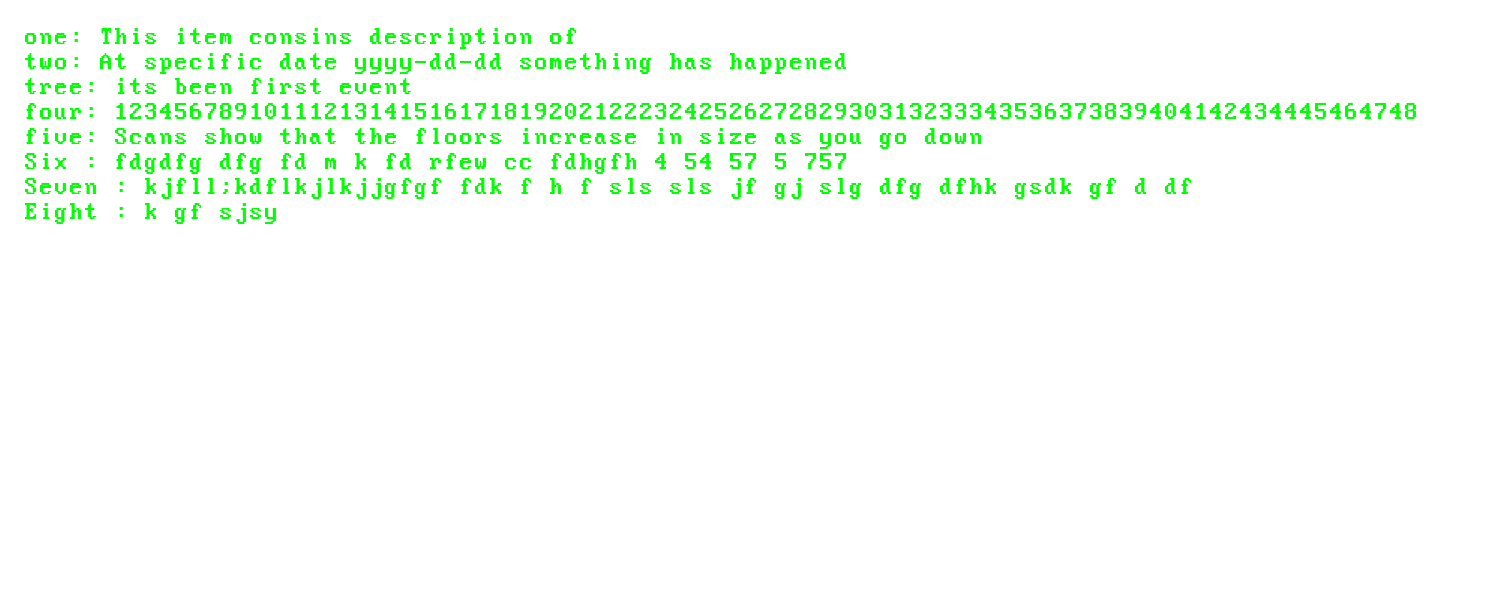 one: This item consins description of
two: At specific date yyyy-dd-dd something has happened
tree: its been first event
four: 123456789101112131415161718192021222324252627282930313233343536373839404142434445464748
five: Scans show that the floors increase in size as you go down
Six : fdgdfg dfg fd m k fd rfew cc fdhgfh 4 54 57 5 757
Seven : kjfll;kdflkjlkjjgfgf fdk f h f sls sls jf gj slg dfg dfhk gsdk gf d df
Eight : k gf sjsy